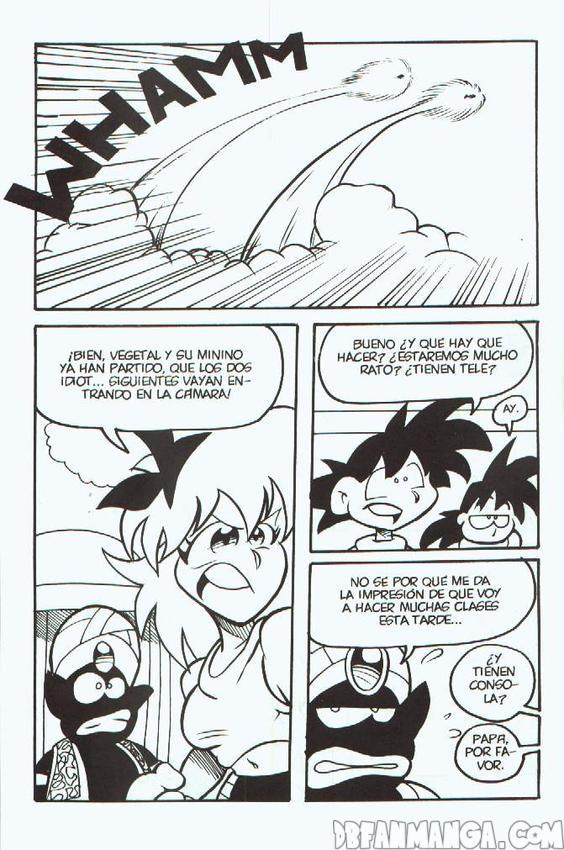 WHAMM
¡BIEN, VEGETAL Y SU MININO
YA HAN PARTIDO, QUE LOS DOS
IDIOT... SIGUIENTES VAYAN EN-
TRANDO EN LA CÁMARA!
BUENO ¿Y QUE HAY QUE
HACER? ¿ESTAREMOS MUCHO
RATO? ¿TIENEN TELE?
AY.
NO SE POR QUÉ ME DA
LA IMPRESIÓN DE QUE VOY
A HACER MUCHAS CLASES
ESTA TARDE...
¿Y
TIENEN
CONSO-
LA?
PAPÁ,
POR FA-
VOR.
DBFANMANGA.COM